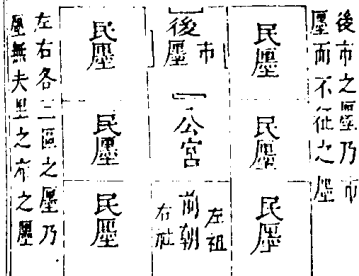 後市之廛乃市
廛而不征之廛
民廛
民廛
民廛
市
後廛
公宮
左祖
前朝
右社
民廛
民廛
民廛
左右各三區之廛乃
廛無夫里之布之廛